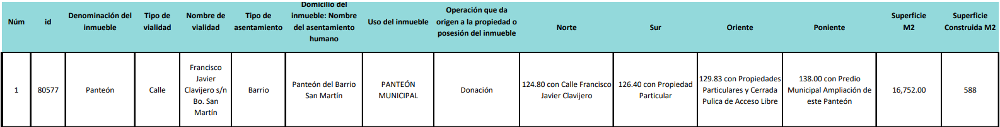 Núm
id
Denominación del
inmueble
Tipo de
vialidad
Nombre de
vialidad
Tipo de
asentamiento
Domicilio del
inmueble: Nombre
del asentamiento
humano
Uso del inmueble
Operación que da
origen a la propiedad o
posesión del inmueble
Norte
Sur
Oriente
Poniente
Superficie
M2
Superficie
Construida M2
1
80577
Panteón
Calle
Francisco
Javier
Clavijero s/n
Bo. San
Martín
Barrio
Panteón del Barrio
San Martín
PANTEÓN
MUNICIPAL
Donación
124.80 con Calle Francisco
Javier Clavijero
126.40 con Propiedad
Particular
129.83 con Propiedades
Particulares y Cerrada
Pulica de Acceso Libre
138.00 con Predio
Municipal Ampliación de
este Panteón
16,752.00
588